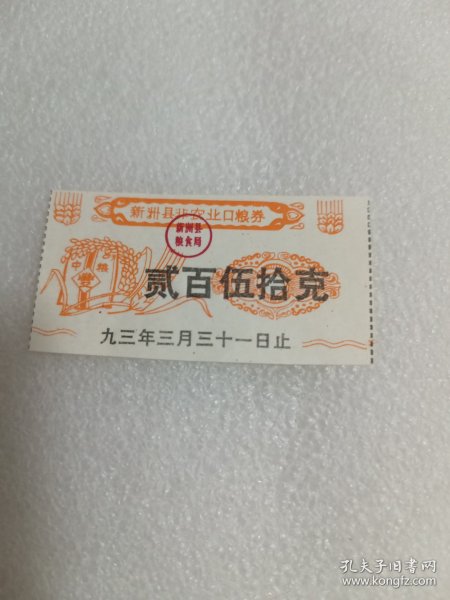 新洲县非农业口粮券
新洲县
粮食局
中
粮
贰百伍拾克
九三年三月三十一日止
孔夫子旧书网
www.kongfz.com